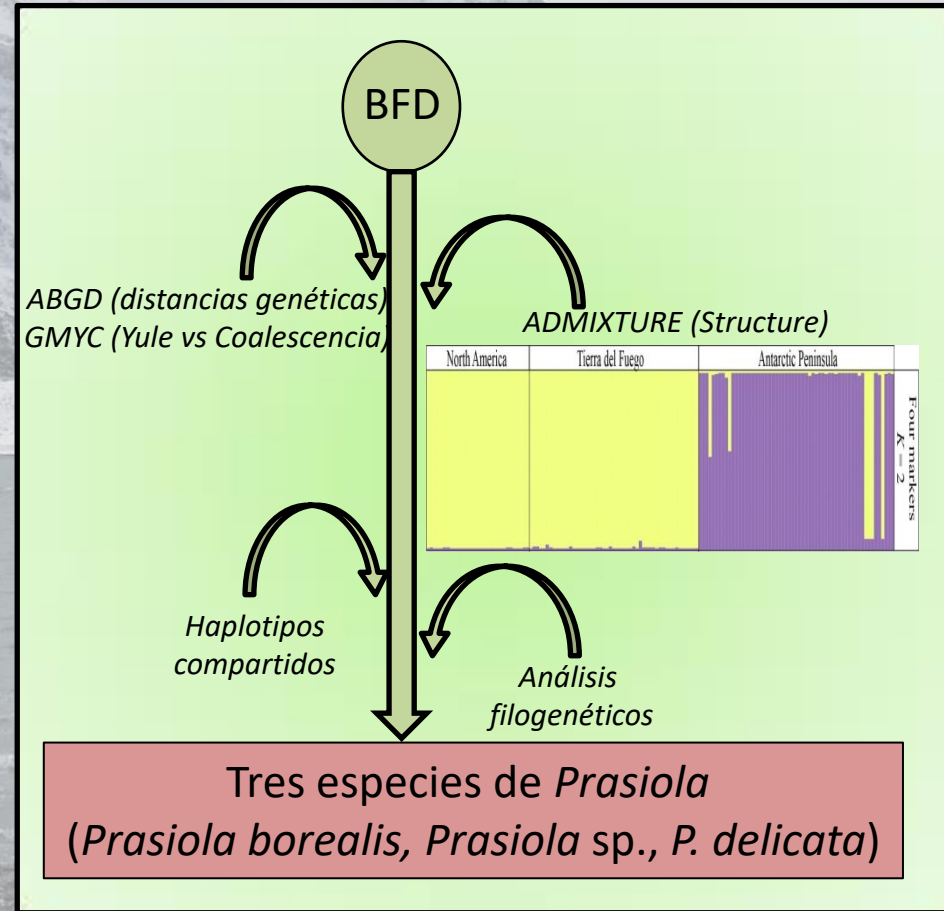 BFD
ABGD (distancias genéticas)
GMYC (Yule vs Coalescencia)
ADMIXTURE (Structure)
North America
Tierra del Fuego
Antarctic Peninsula
Four markers
K = 2
Haplotipos
compartidos
Análisis
filogenéticos
Tres especies de Prasiola
(Prasiola borealis, Prasiola sp., P. delicata)